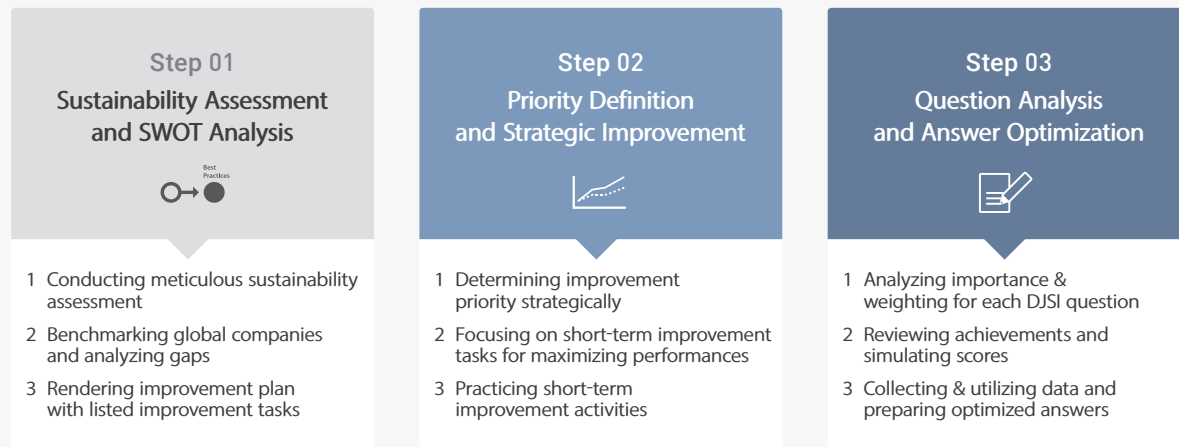 Step 01
Sustainability Assessment
and SWOT Analysis
Best
Practices
1 Conducting meticulous sustainability
assessment
2 Benchmarking global companies
and analyzing gaps
3 Rendering improvement plan
with listed improvement tasks
Step 02
Priority Definition
and Strategic Improvement
1 Determining improvement
priority strategically
2 Focusing on short-term improvement
tasks for maximizing performances
3 Practicing short-term
improvement activities
Step 03
Question Analysis
and Answer Optimization
1 Analyzing importance &
weighting for each DJSI question
2 Reviewing achievements and
simulating scores
3 Collecting & utilizing data and
preparing optimized answers